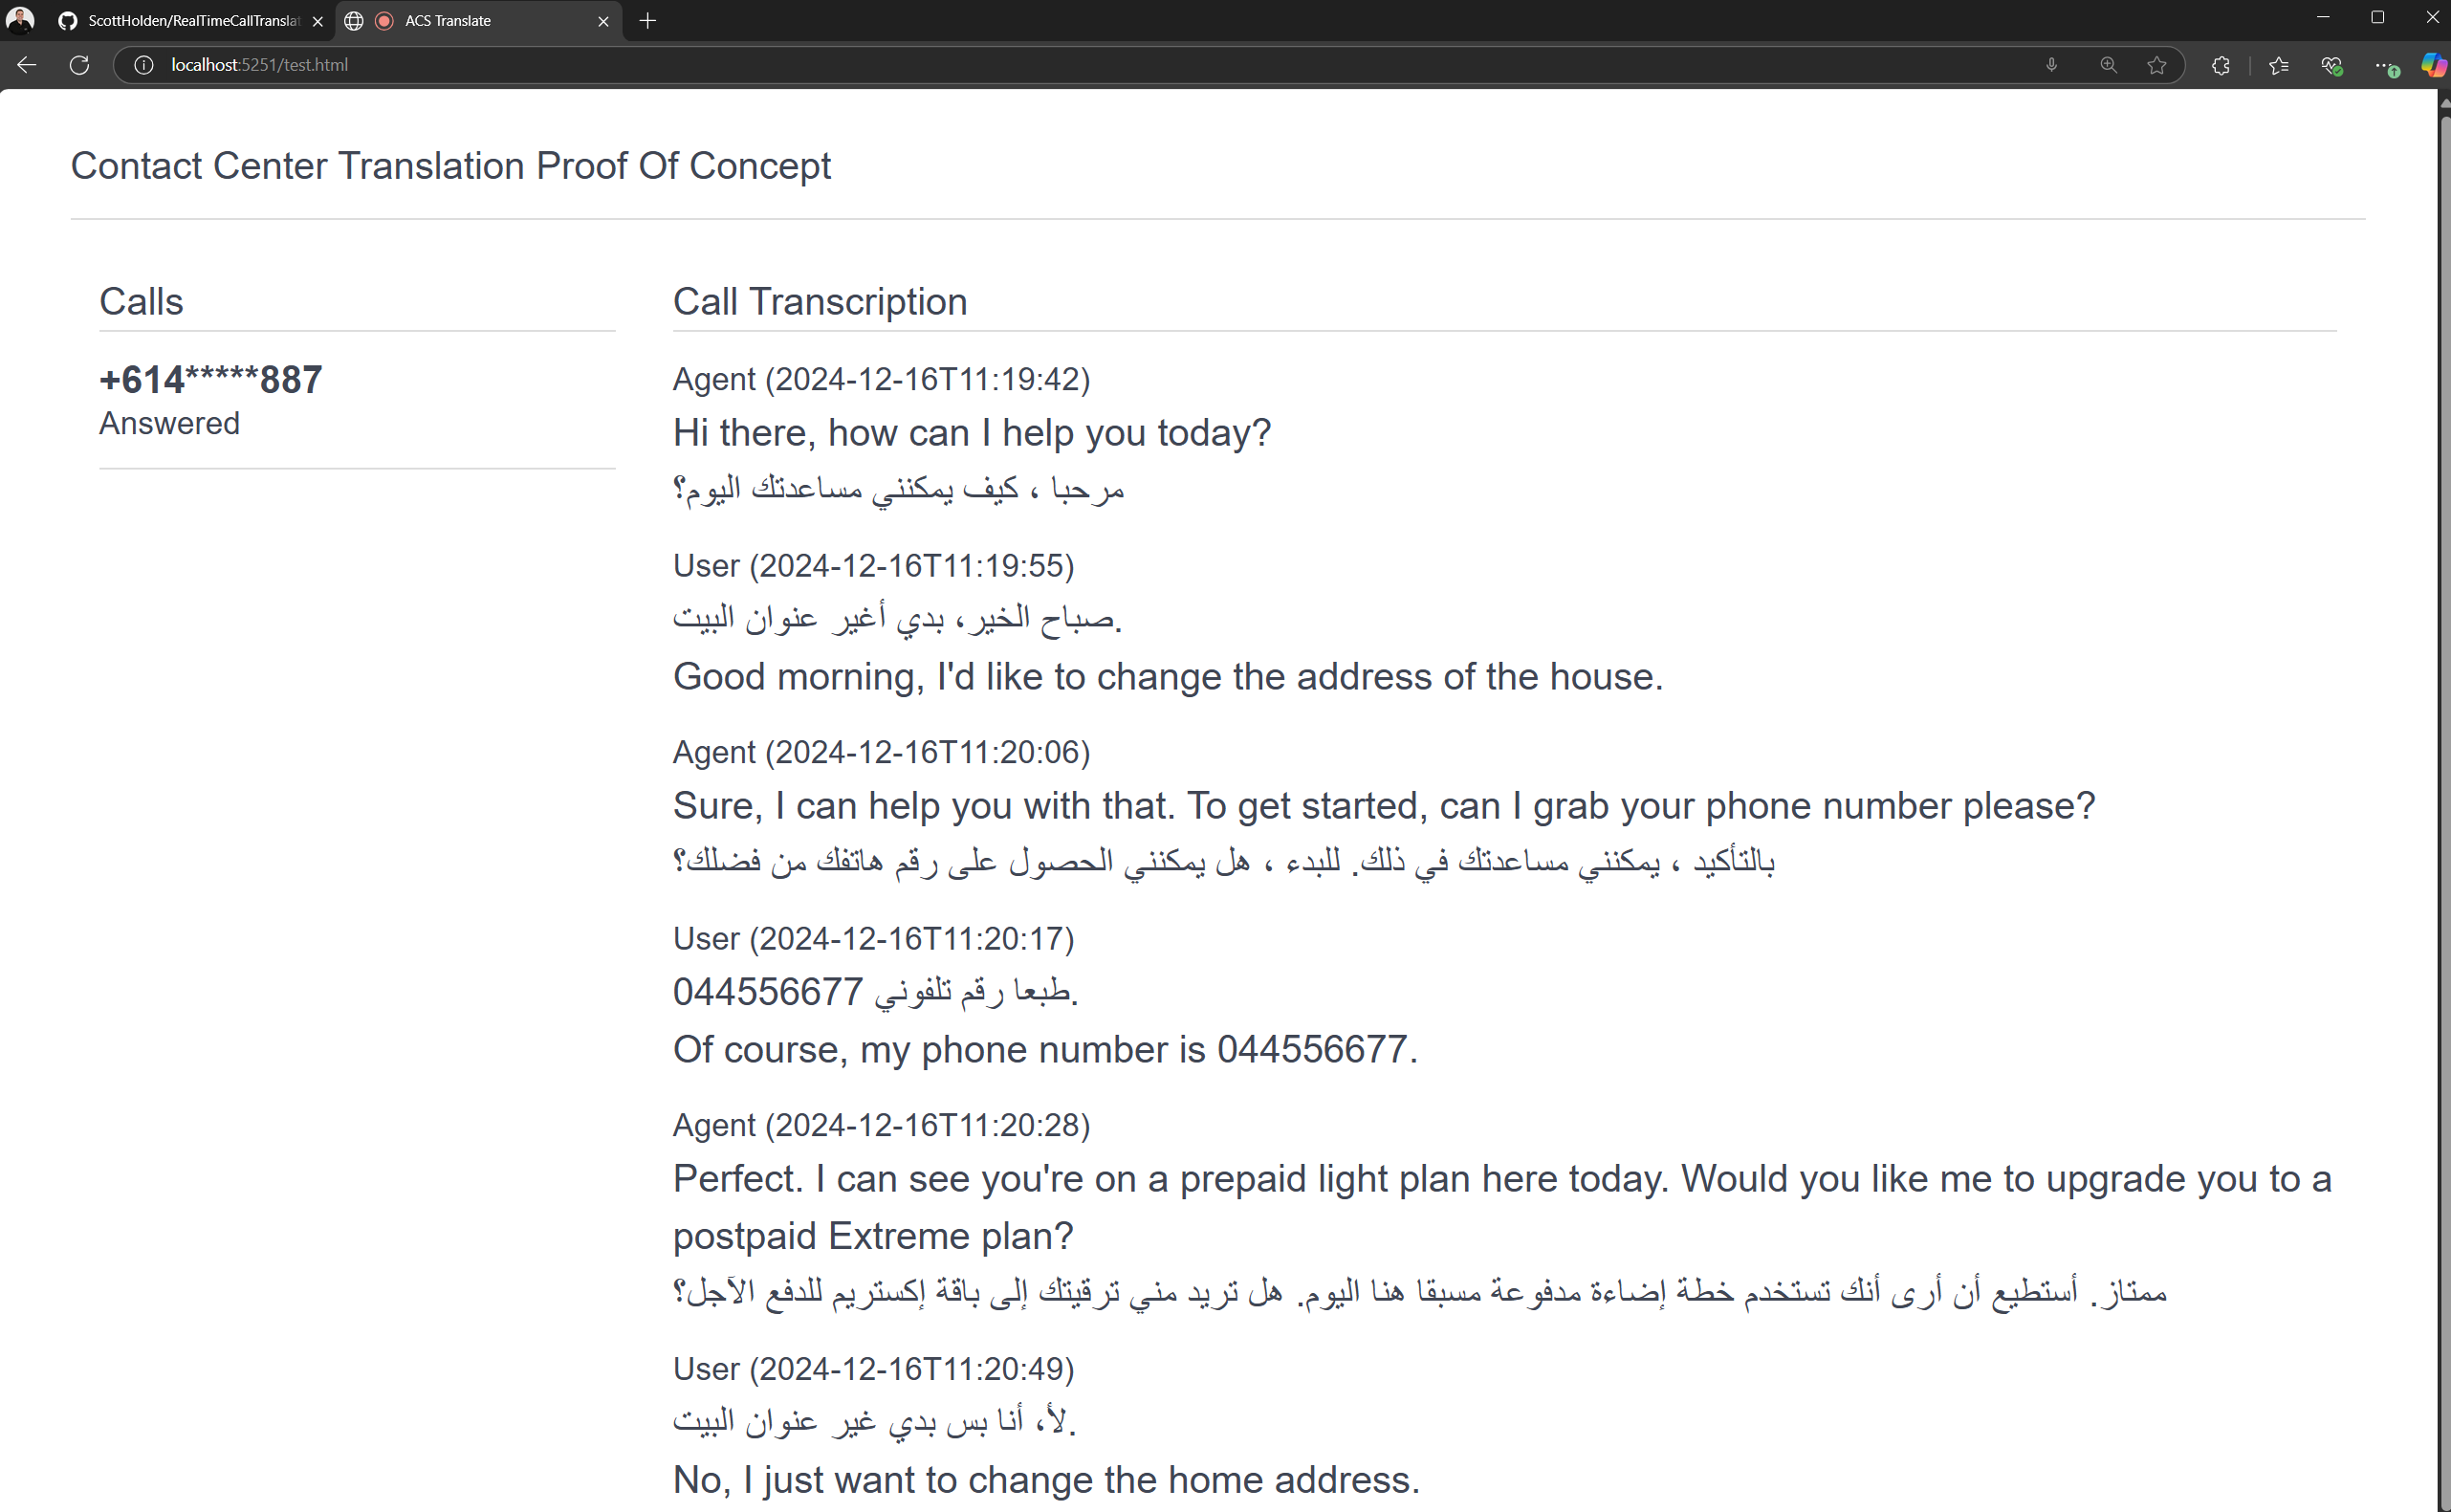 ScottHolden/RealTimeCallTranslat
ACS Translate
localhost:5251/test.html
Contact Center Translation Proof Of Concept
Calls
+614*****887
Answered
Call Transcription
Agent (2024-12-16T11:19:42)
Hi there, how can I help you today?
مرحبا ، كيف يمكنني مساعدتك اليوم؟
User (2024-12-16T11:19:55)
صباح الخير، بدي أغير عنوان البيت.
Good morning, I'd like to change the address of the house.
Agent (2024-12-16T11:20:06)
Sure, I can help you with that. To get started, can I grab your phone number please?
بالتأكيد ، يمكنني مساعدتك في ذلك. للبدء ، هل يمكنني الحصول على رقم هاتفك من فضلك؟
User (2024-12-16T11:20:17)
طبعا رقم تلفوني 044556677.
Of course, my phone number is 044556677.
Agent (2024-12-16T11:20:28)
Perfect. I can see you're on a prepaid light plan here today. Would you like me to upgrade you to a
postpaid Extreme plan?
ممتاز. أستطيع أن أرى أنك تستخدم خطة إضاءة مدفوعة مسبقا هنا اليوم. هل تريد مني ترقيتك إلى باقة إكستريم للدفع الآجل؟
User (2024-12-16T11:20:49)
لأ، أنا بس بدي غير عنوان البيت.
No, I just want to change the home address.